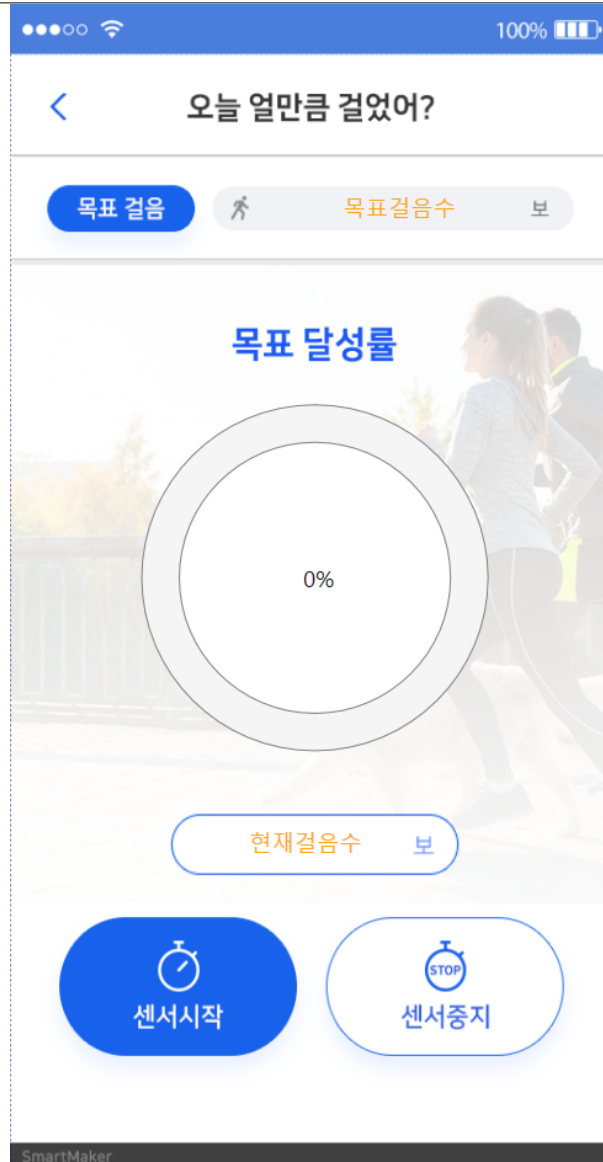 100%
오늘 얼만큼 걸었어?
목표 걸음 목표걸음수 보
목표 달성률
0%
현재걸음수 보
STOP
센서시작 센서중지
SmartMaker